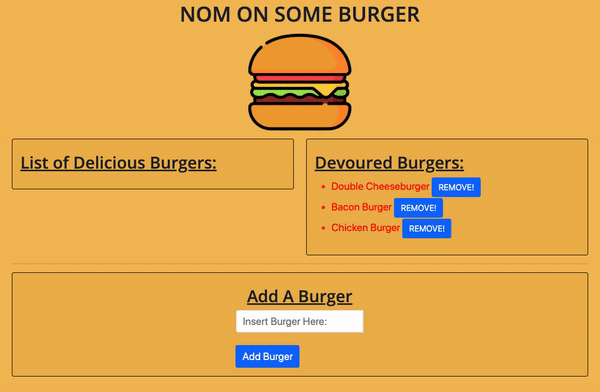 NOM ON SOME BURGER
List of Delicious Burgers:
Devoured Burgers:
• Double Cheeseburger REMOVE!
• Bacon Burger REMOVE!
• Chicken Burger REMOVE!
Add A Burger
Insert Burger Here:
Add Burger